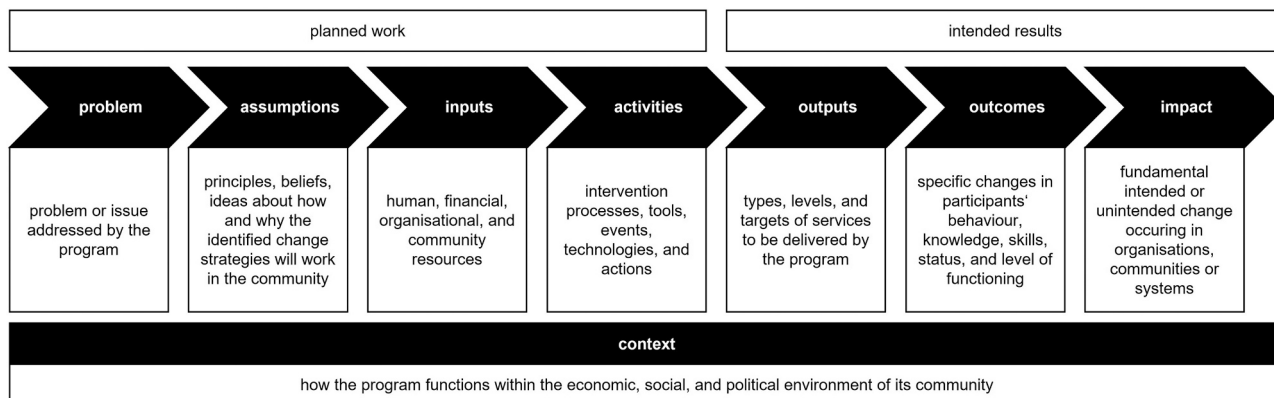 planned work
intended results
problem
assumptions
inputs
activities
outputs
outcomes
impact
problem or issue
addressed by the
program
principles, beliefs,
ideas about how
and why the
identified change
strategies will work
in the community
human, financial,
organisational, and
community
resources
intervention
processes, tools,
events,
technologies, and
actions
types, levels, and
targets of services
to be delivered by
the program
specific changes in
participants'
behaviour,
knowledge, skills,
status, and level of
functioning
fundamental
intended or
unintended change
occuring in
organisations,
communities or
systems
context
how the program functions within the economic, social, and political environment of its community